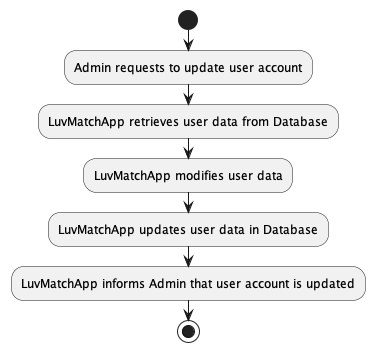 Admin requests to update user account
LuvMatchApp retrieves user data from Database
LuvMatchApp modifies user data
LuvMatchApp updates user data in Database
LuvMatchApp informs Admin that user account is updated